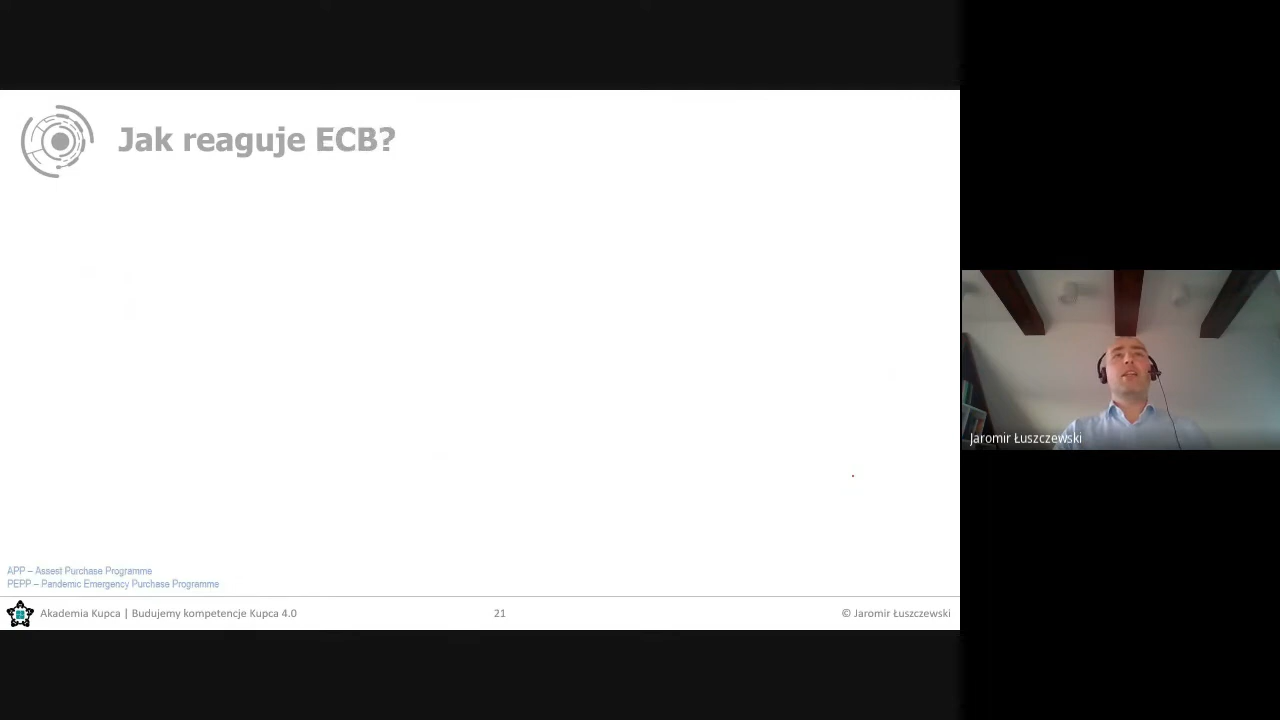 Jak reaguje ECB?
Jaromir Łuszczewski
APP – Assest Purchase Programme
PEPP – Pandemic Emergency Purchase Programme
Akademia Kupca | Budujemy kompetencje Kupca 4.0
21
© Jaromir Łuszczewski